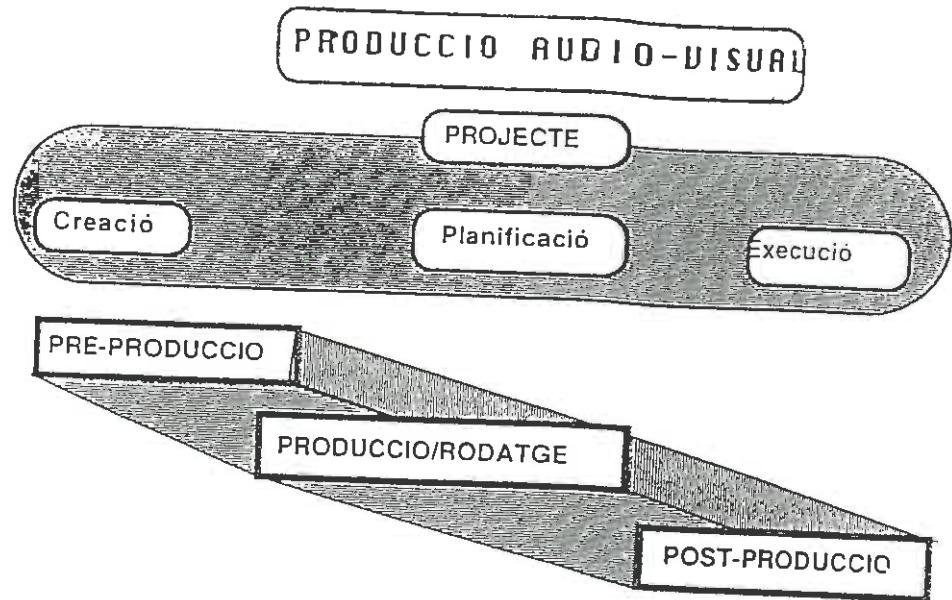 PRODUCCIO AUDIO-VISUAL
PROJECTE
Creació
Planificació
Execució
PRE-PRODUCCIO
PRODUCCIO/RODATGE
POST-PRODUCCIO